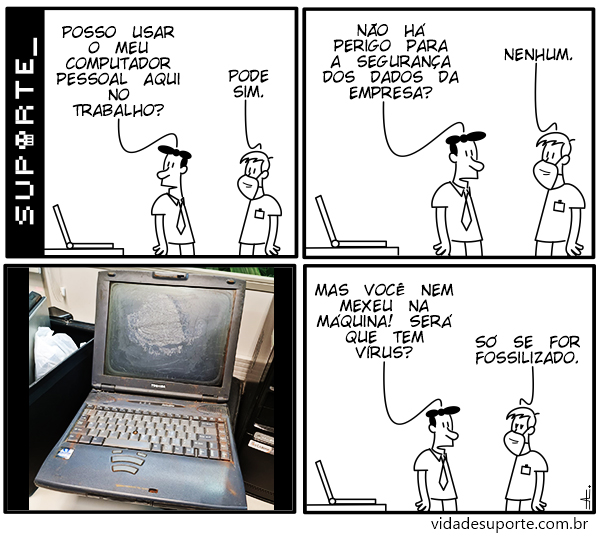 SUPORTE_
POSSO USAR
O MEU
COMPUTADOR
PESSOAL AQUI
NO
TRABALHO?
PODE
SIM.
NÃO HÁ
PERIGO PARA
A SEGURANÇA
DOS DADOS DA
EMPRESA?
NENHUM.
TOSHIBA
MAS VOCÊ NEM
MEXEU NA
MÁQUINA! SERÁ
QUE TEM
VÍRUS?
SÓ SE FOR
FOSSILIZADO.
vidadesuporte.com.br